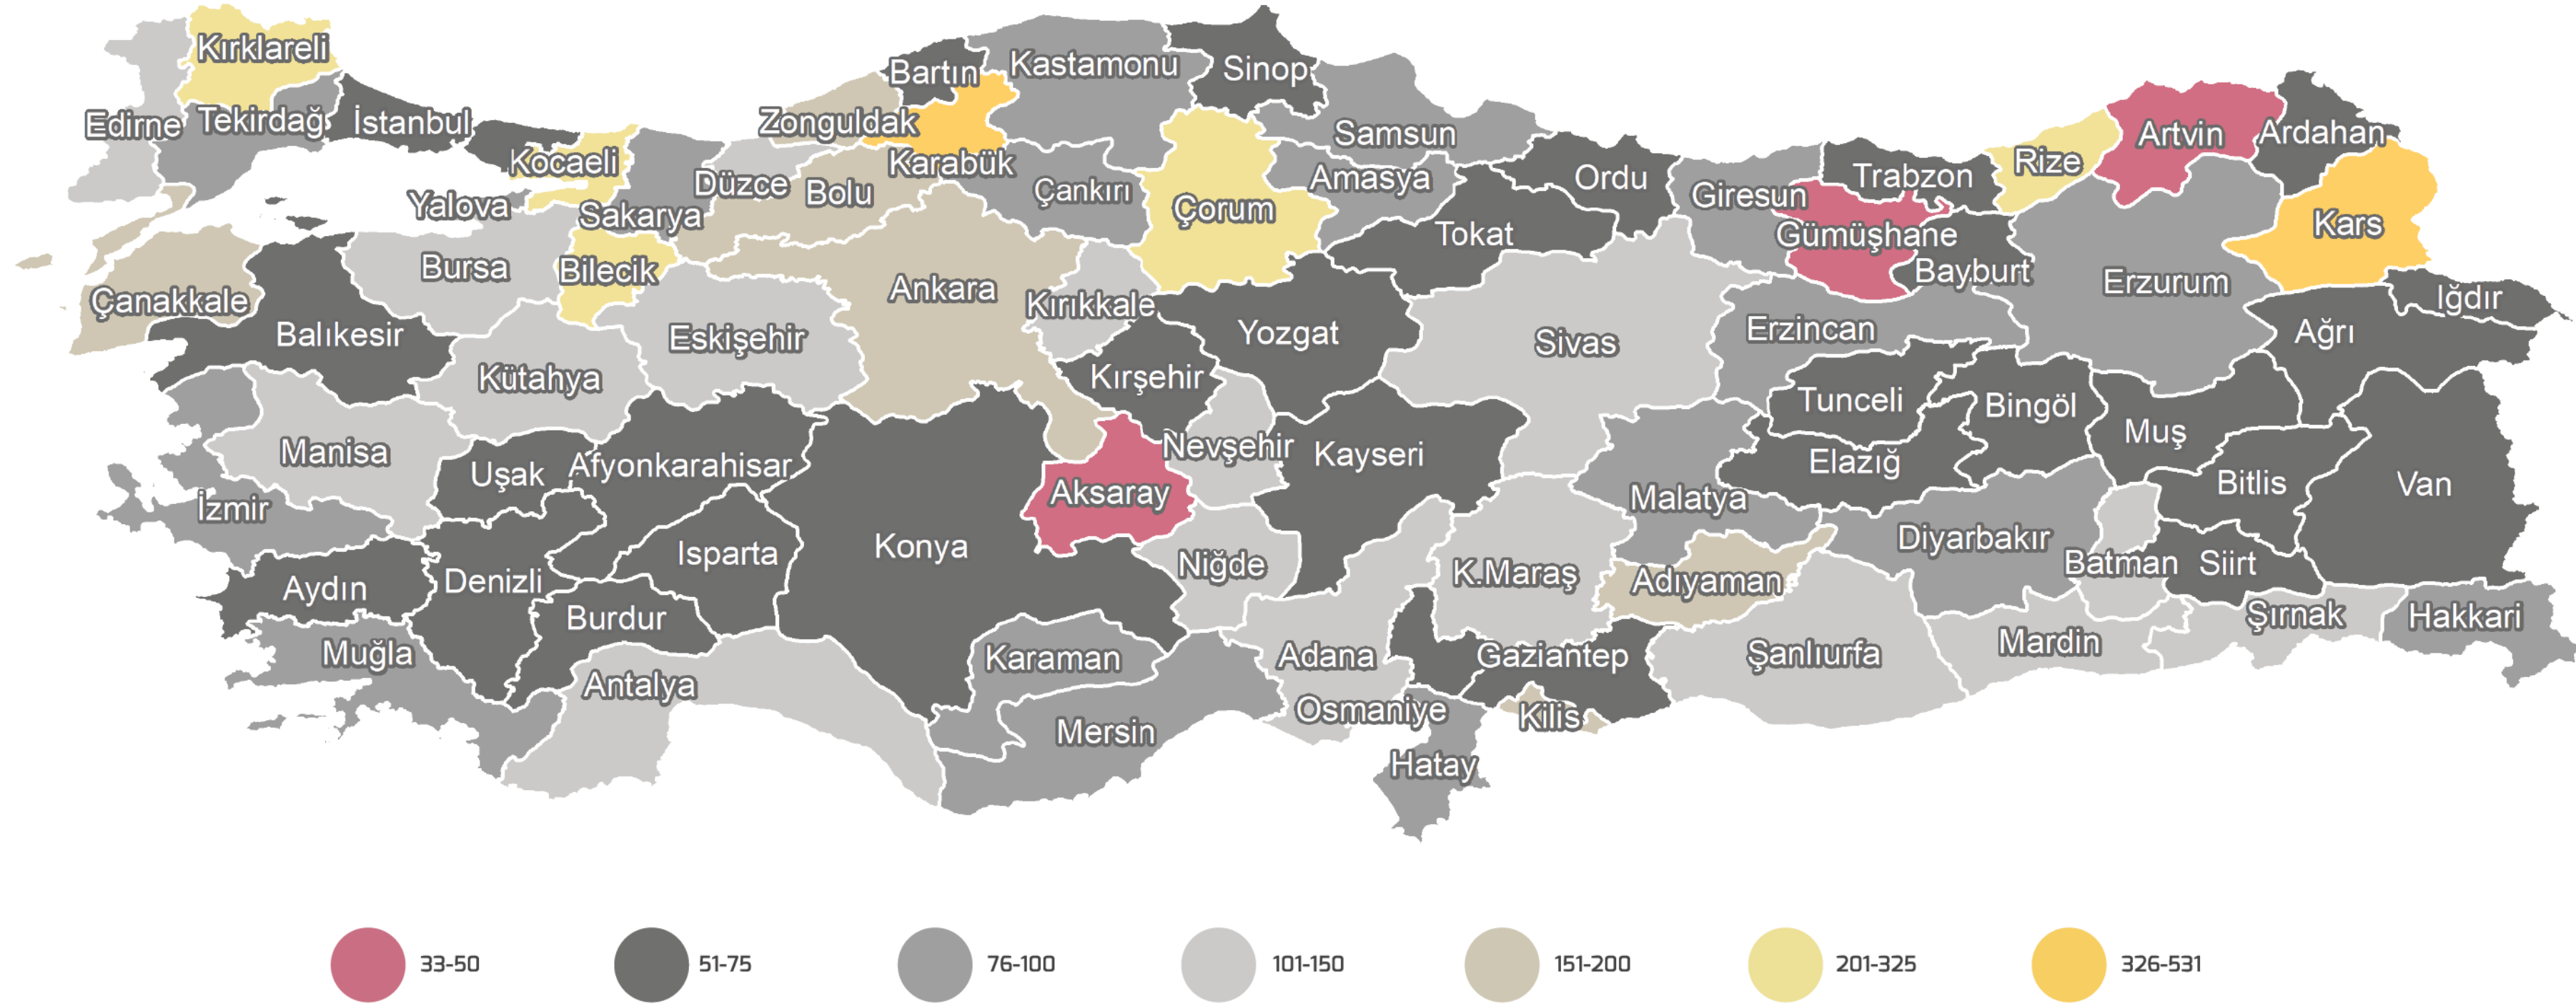 Kırklareli
Edirne
Tekirdağ
İstanbul
Kocaeli
Yalova
Sakarya
Düzce
Bolu
Zonguldak
Bartın
Karabük
Kastamonu
Çankırı
Sinop
Samsun
Amasya
Çorum
Tokat
Ordu
Giresun
Gümüşhane
Trabzon
Bayburt
Rize
Artvin
Ardahan
Kars
Iğdır
Ağrı
Erzurum
Erzincan
Çanakkale
Balıkesir
Bursa
Bilecik
Eskişehir
Kütahya
Ankara
Kırıkkale
Kırşehir
Yozgat
Sivas
Tunceli
Bingöl
Muş
Elazığ
Bitlis
Van
Manisa
İzmir
Uşak
Afyonkarahisar
Isparta
Konya
Aksaray
Nevşehir
Kayseri
Niğde
K.Maraş
Malatya
Adıyaman
Diyarbakır
Batman
Siirt
Şırnak
Hakkari
Mardin
Şanlıurfa
Gaziantep
Kilis
Aydın
Denizli
Burdur
Muğla
Antalya
Karaman
Mersin
Adana
Osmaniye
Hatay
33-50
51-75
76-100
101-150
151-200
201-325
326-531